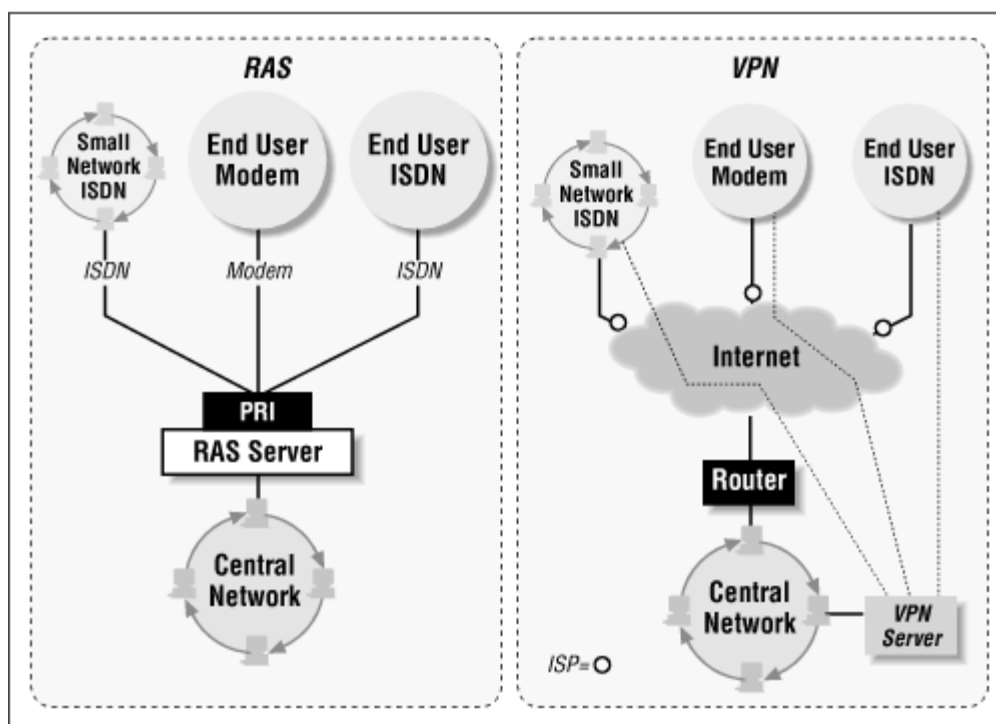 RAS
Small
Network
ISDN
End User
Modem
End User
ISDN
ISDN
Modem
ISDN
PRI
RAS Server
Central
Network
VPN
Small
Network
ISDN
End User
Modem
End User
ISDN
Internet
Router
Central
Network
VPN
Server
ISP=